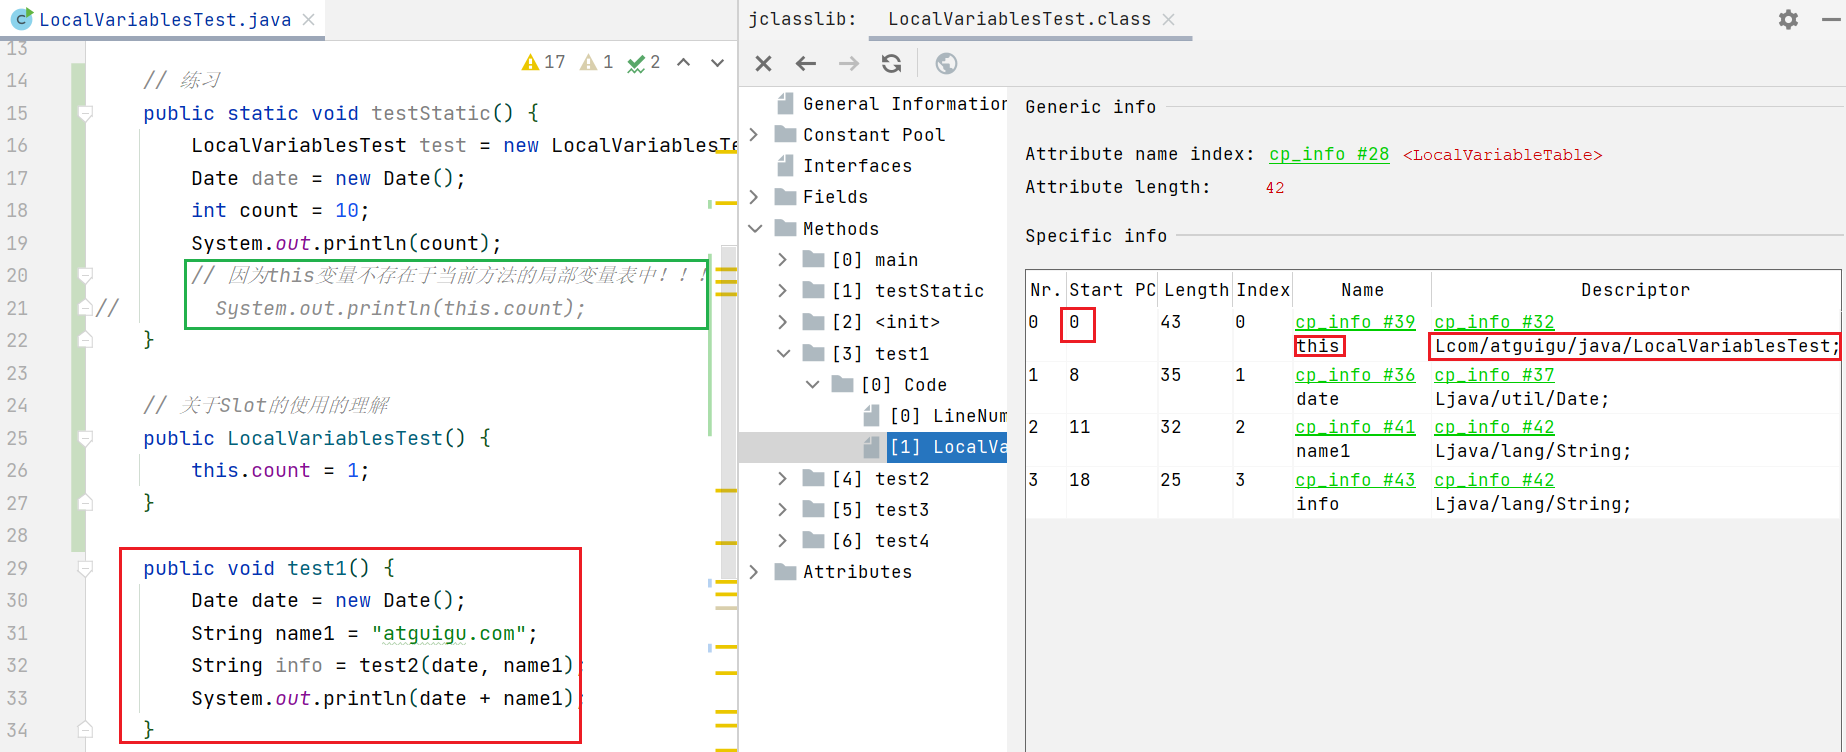 LocalVariablesTest.java
17 1 2
13
14 // 练习
15 public static void testStatic() {
16 LocalVariablesTest test = new LocalVariablesTe
17 Date date = new Date();
18 int count = 10;
19 System.out.println(count);
20 // 因为this变量不存在于当前方法的局部变量表中！！！
21 // System.out.println(this.count);
22 }
23
24 // 关于Slot的使用的理解
25 public LocalVariablesTest() {
26 this.count = 1;
27 }
28
29 public void test1() {
30 Date date = new Date();
31 String name1 = "atguigu.com";
32 String info = test2(date, name1);
33 System.out.println(date + name1);
34 }
jclasslib: LocalVariablesTest.class
General Information
Constant Pool
Interfaces
Fields
Methods
[0] main
[1] testStatic
[2] <init>
[3] test1
[0] Code
[0] LineNum
[1] LocalVa
[4] test2
[5] test3
[6] test4
Attributes
Generic info
Attribute name index: cp_info #28 <LocalVariableTable>
Attribute length: 42
Specific info
Nr. Start PC Length Index Name Descriptor
0 0 43 0 cp_info #39 cp_info #32
this Lcom/atguigu/java/LocalVariablesTest;
1 8 35 1 cp_info #36 cp_info #37
date Ljava/util/Date;
2 11 32 2 cp_info #41 cp_info #42
name1 Ljava/lang/String;
3 18 25 3 cp_info #43 cp_info #42
info Ljava/lang/String;